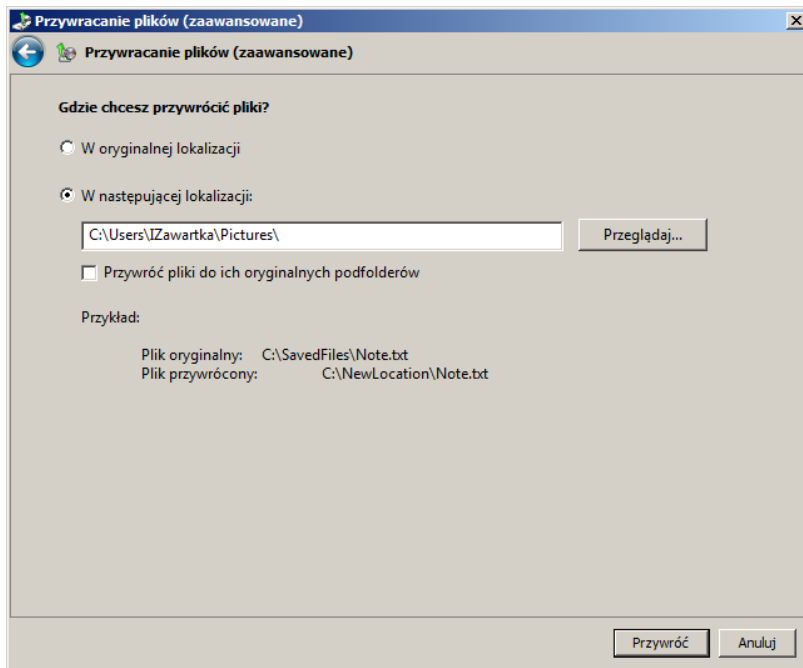 Przywracanie plików (zaawansowane)
Przywracanie plików (zaawansowane)
Gdzie chcesz przywrócić pliki?
W oryginalnej lokalizacji
W następującej lokalizacji:
C:\Users\IZawartka\Pictures\ Przeglądaj...
Przywróć pliki do ich oryginalnych podfolderów
Przykład:
Plik oryginalny: C:\SavedFiles\Note.txt
Plik przywrócony: C:\NewLocation\Note.txt
Przywróć Anuluj